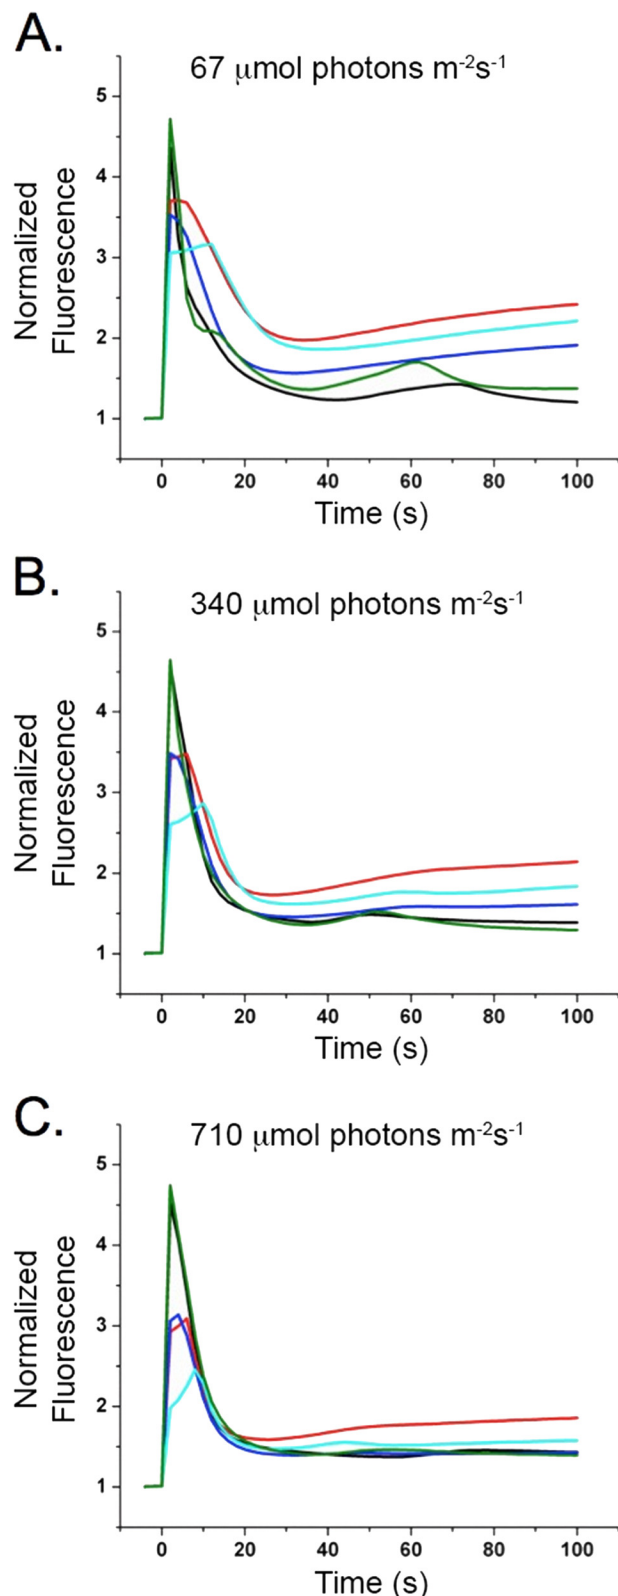 A.
67 μmol photons m⁻²s⁻¹
Normalized
Fluorescence
5
4
3
2
1
0 20 40 60 80 100
Time (s)
B.
340 μmol photons m⁻²s⁻¹
Normalized
Fluorescence
5
4
3
2
1
0 20 40 60 80 100
Time (s)
C.
710 μmol photons m⁻²s⁻¹
Normalized
Fluorescence
5
4
3
2
1
0 20 40 60 80 100
Time (s)